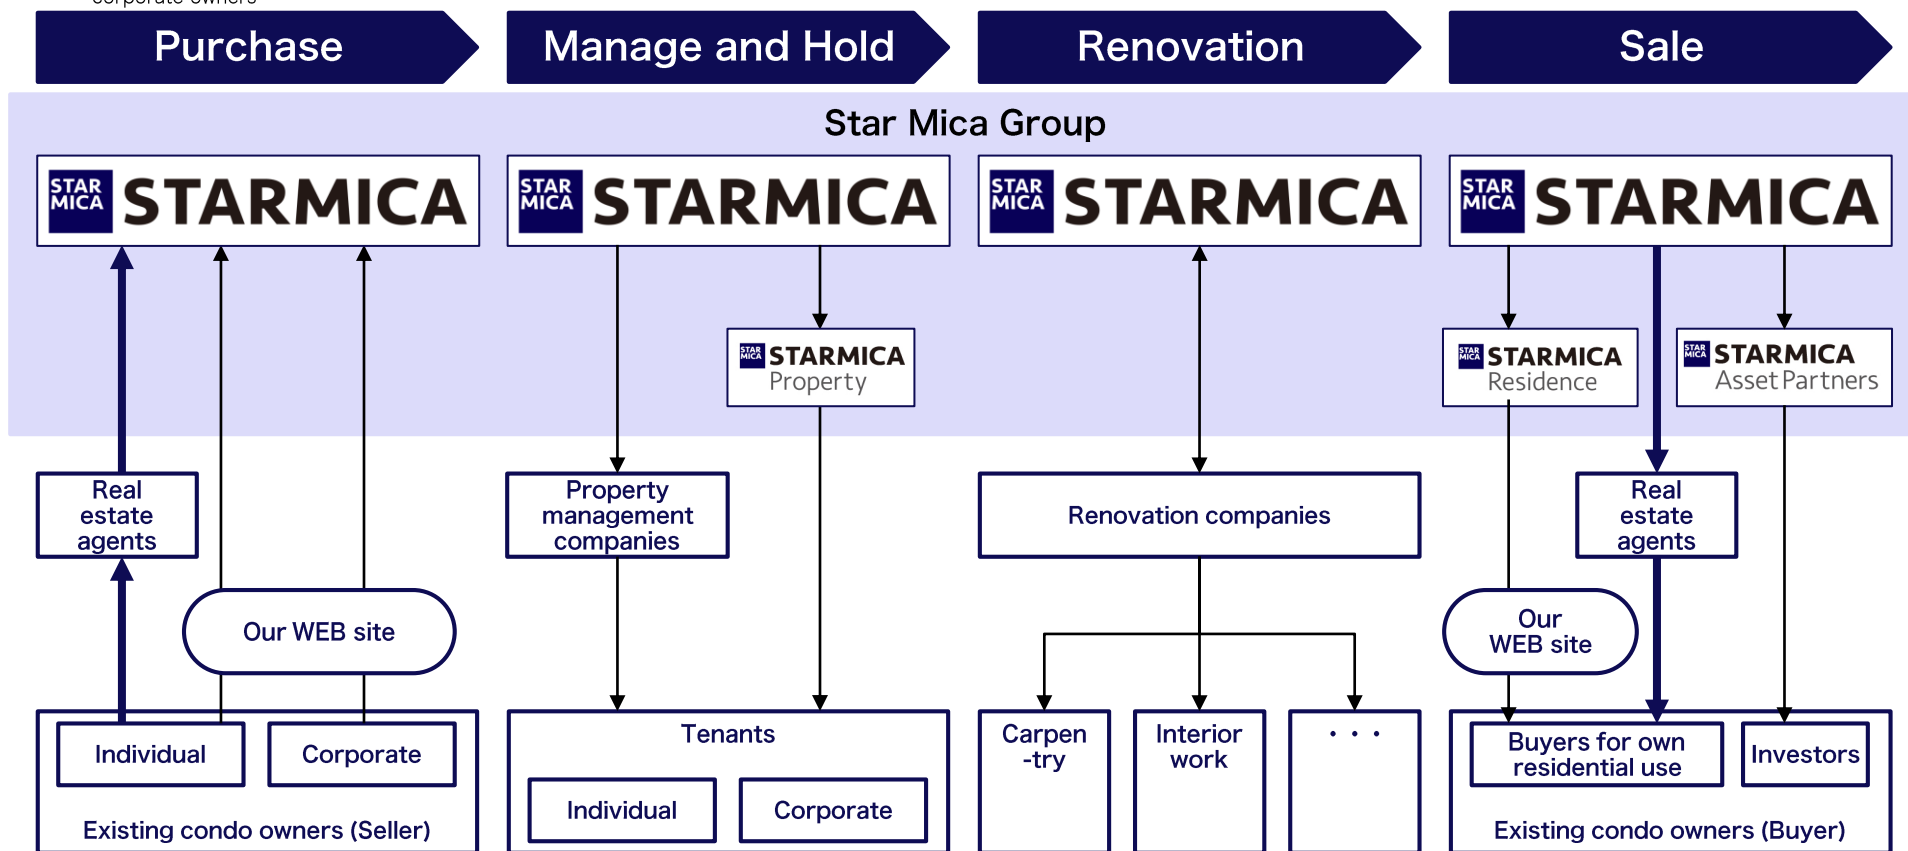 corporate owners
Purchase
Manage and Hold
Renovation
Sale
Star Mica Group
STAR
MICA
STARMICA
STAR
MICA
STARMICA
STAR
MICA
STARMICA
STAR
MICA
STARMICA
STAR
MICA
STARMICA
Property
STAR
MICA
STARMICA
Residence
STAR
MICA
STARMICA
Asset Partners
Real
estate
agents
Property
management
companies
Renovation companies
Real
estate
agents
Our WEB site
Our
WEB site
Individual
Corporate
Existing condo owners (Seller)
Tenants
Individual
Corporate
Carpen
-try
Interior
work
・・・
Buyers for own
residential use
Investors
Existing condo owners (Buyer)